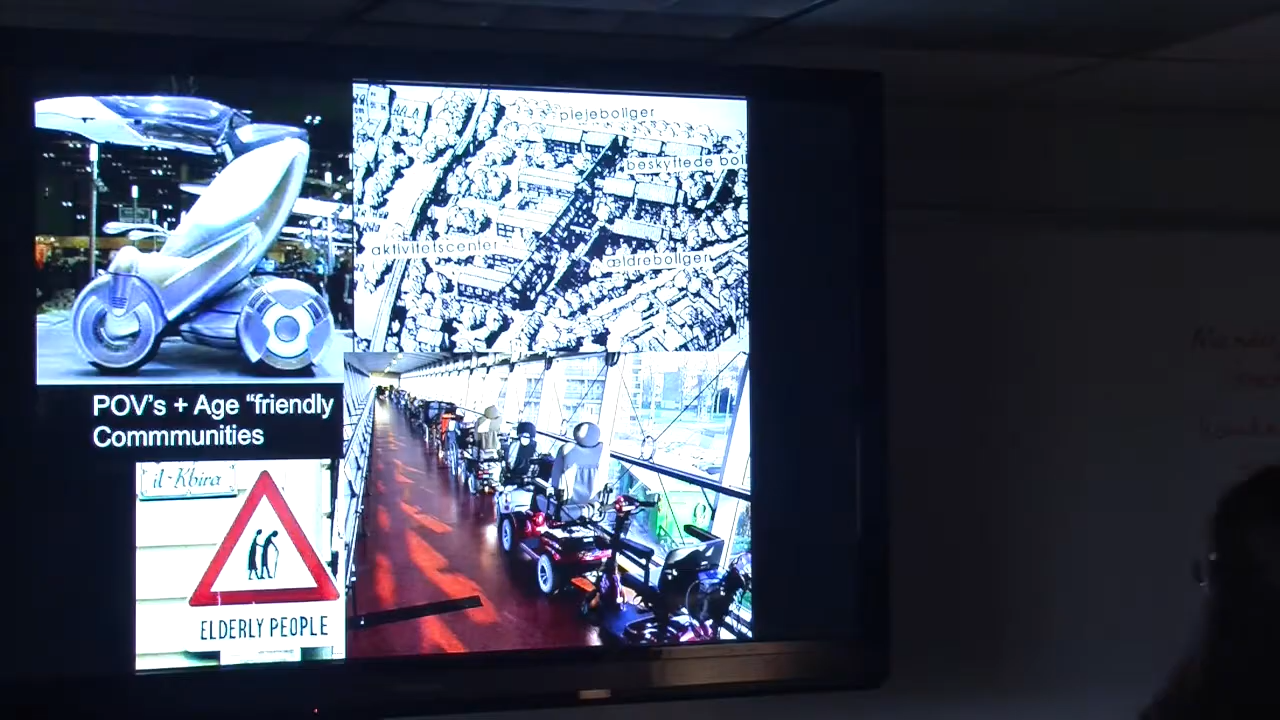 plejeboliger
beskyttede bol
aktivitetscenter
ældreboliger
POV's + Age “friendly
Commmunities
il-Kbira
ELDERLY PEOPLE